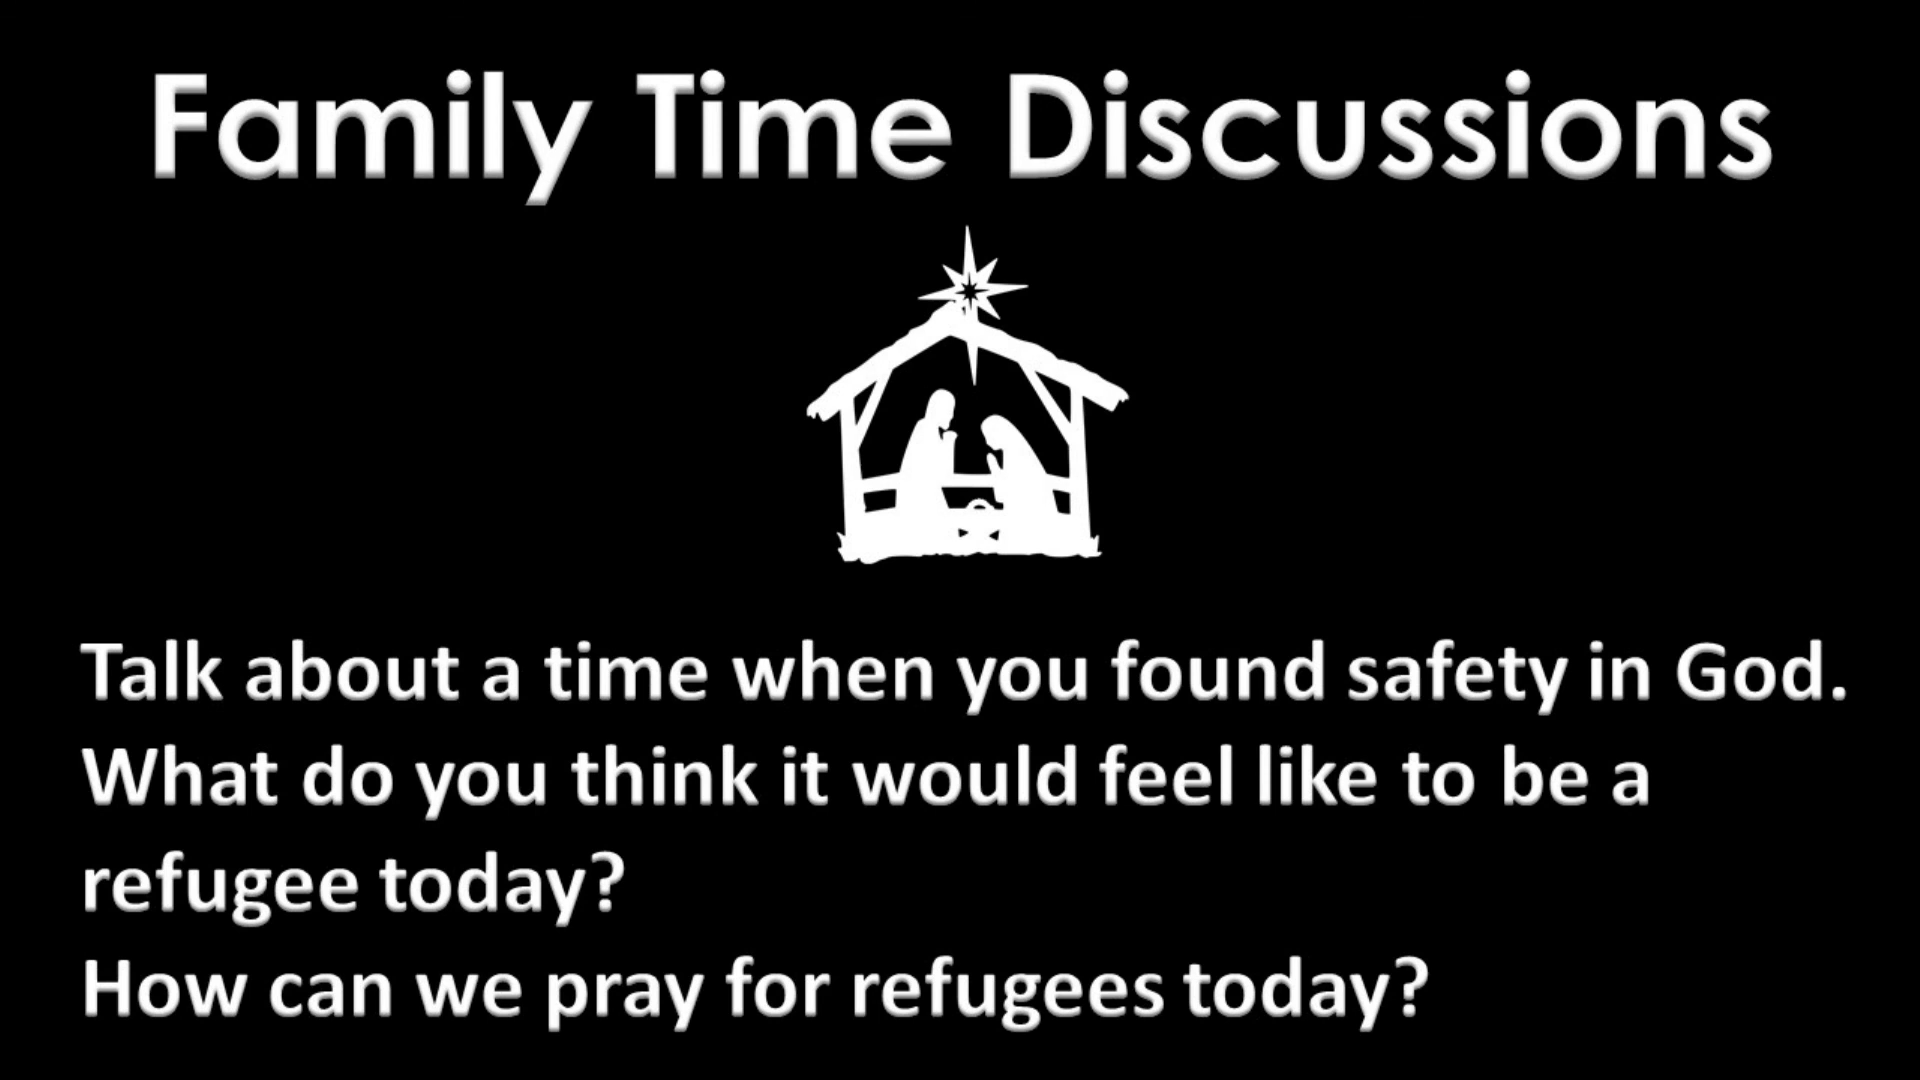 Family Time Discussions
Talk about a time when you found safety in God.
What do you think it would feel like to be a
refugee today?
How can we pray for refugees today?